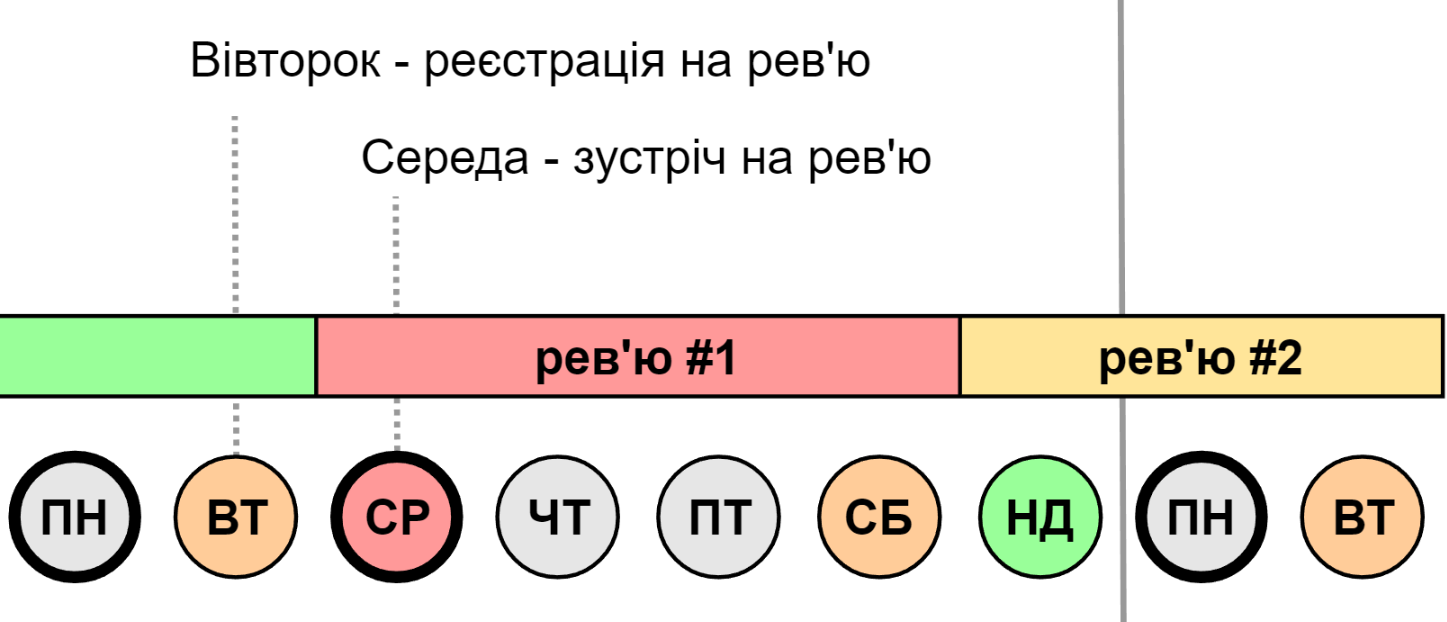 Вівторок - реєстрація на рев'ю
Середа - зустріч на рев'ю
рев'ю #1 рев'ю #2
ПН ВТ СР ЧТ ПТ СБ НД ПН ВТ